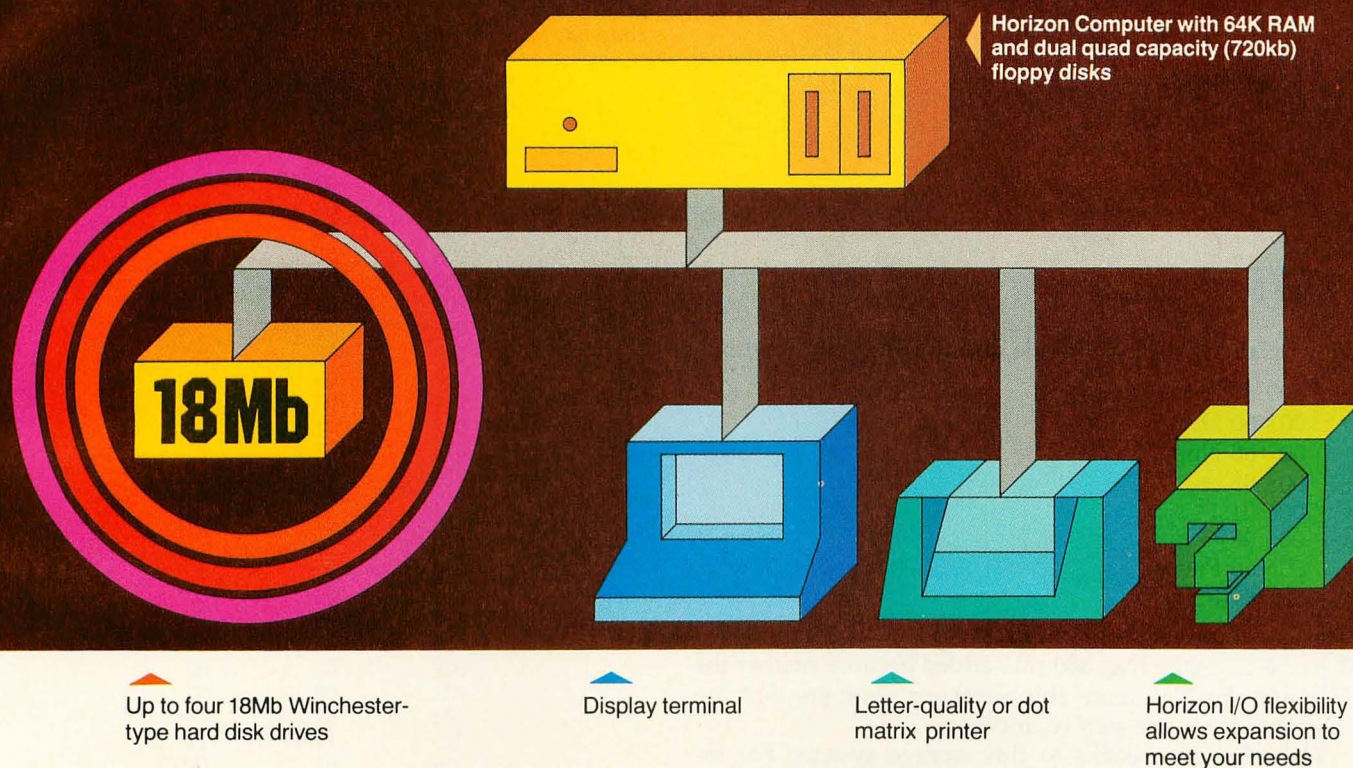 Horizon Computer with 64K RAM
and dual quad capacity (720kb)
floppy disks
18Mb
Up to four 18Mb Winchester-
type hard disk drives
Display terminal
Letter-quality or dot
matrix printer
Horizon I/O flexibility
allows expansion to
meet your needs